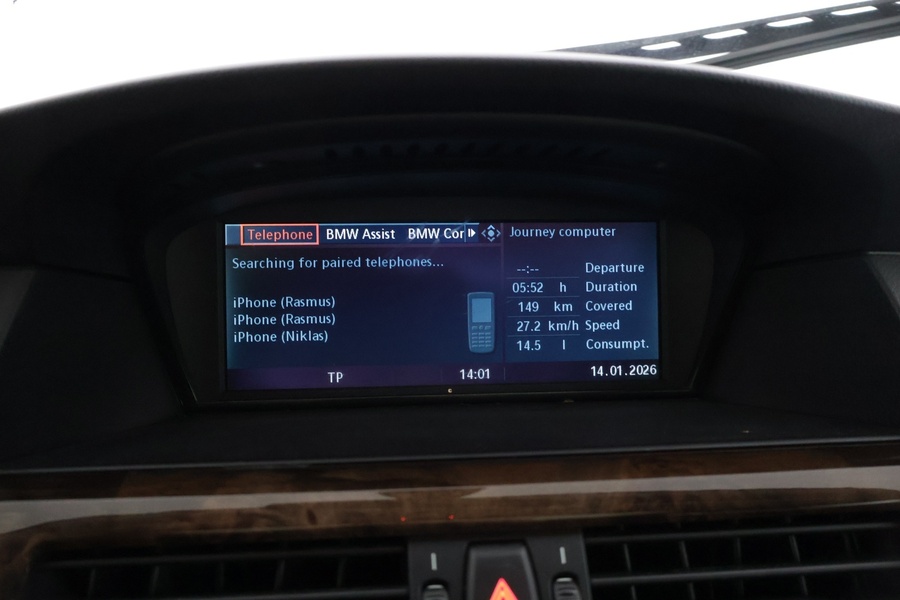 Telephone BMW Assist BMW Cor
Searching for paired telephones...
iPhone (Rasmus)
iPhone (Rasmus)
iPhone (Niklas)
TP 14:01
Journey computer
--:-- Departure
05:52 h Duration
149 km Covered
27.2 km/h Speed
14.5 l Consumpt.
14.01.2026